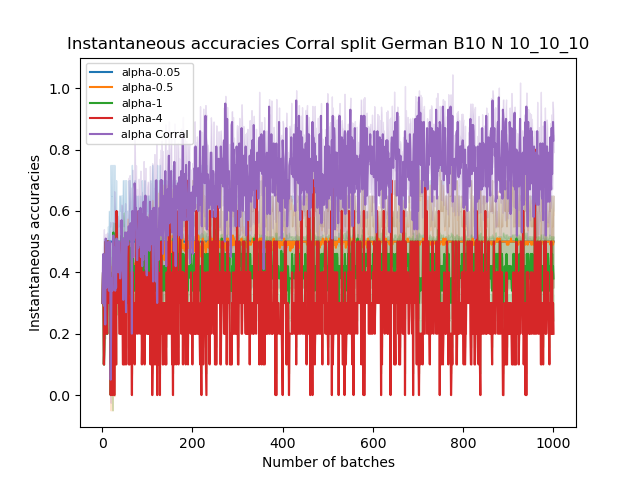 Instantaneous accuracies Corral split German B10 N 10_10_10
alpha-0.05
alpha-0.5
alpha-1
alpha-4
alpha Corral
Instantaneous accuracies
1.0
0.8
0.6
0.4
0.2
0.0
0 200 400 600 800 1000
Number of batches